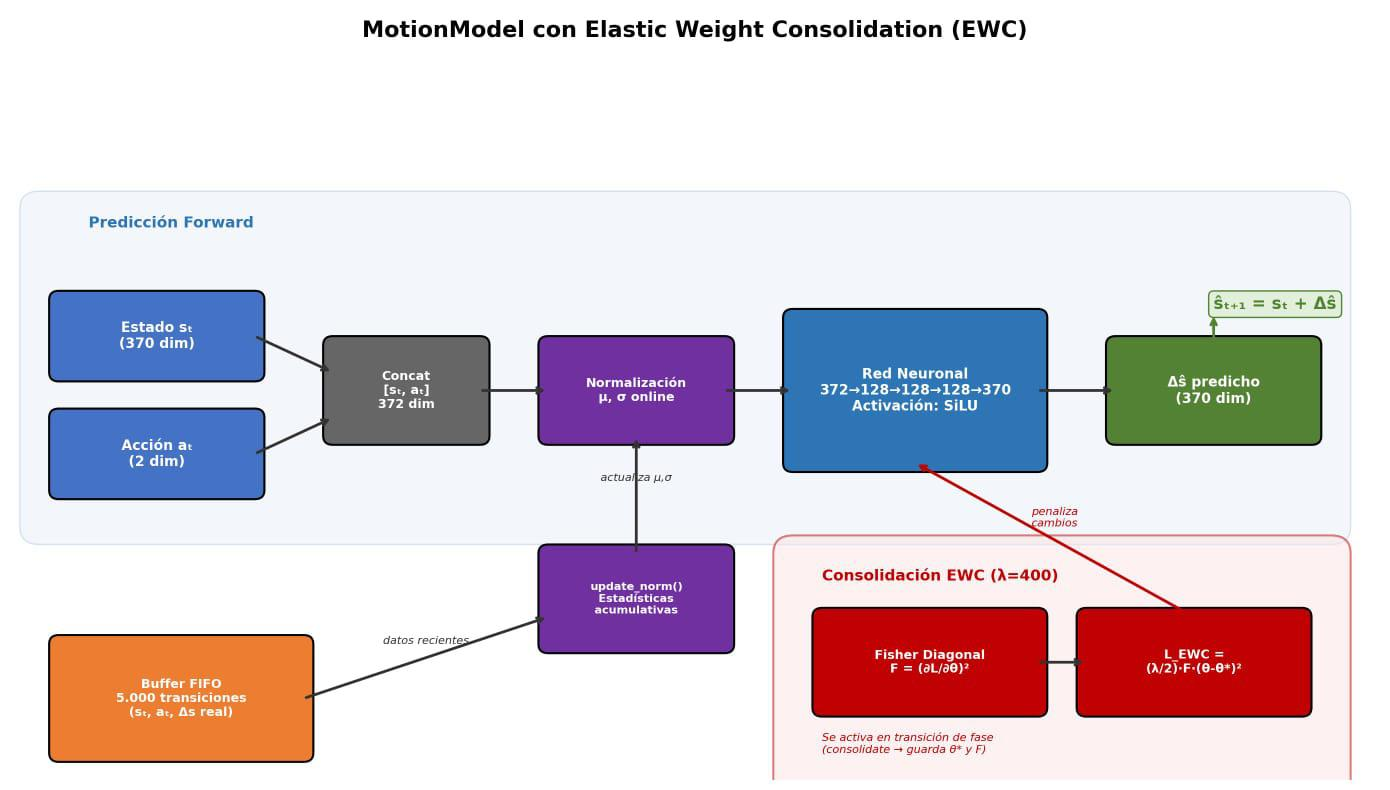 MotionModel con Elastic Weight Consolidation (EWC)
Predicción Forward
ŝₜ₊₁ = sₜ + Δŝ
Estado sₜ
(370 dim)
Acción aₜ
(2 dim)
Concat
[sₜ, aₜ]
372 dim
Normalización
μ, σ online
Red Neuronal
372→128→128→128→370
Activación: SiLU
Δŝ predicho
(370 dim)
actualiza μ,σ
penaliza
cambios
update_norm()
Estadísticas
acumulativas
datos recientes
Buffer FIFO
5.000 transiciones
(sₜ, aₜ, Δs real)
Consolidación EWC (λ=400)
Fisher Diagonal
F = (∂L/∂θ)²
L_EWC =
(λ/2)·F·(θ-θ*)²
Se activa en transición de fase
(consolidate → guarda θ* y F)